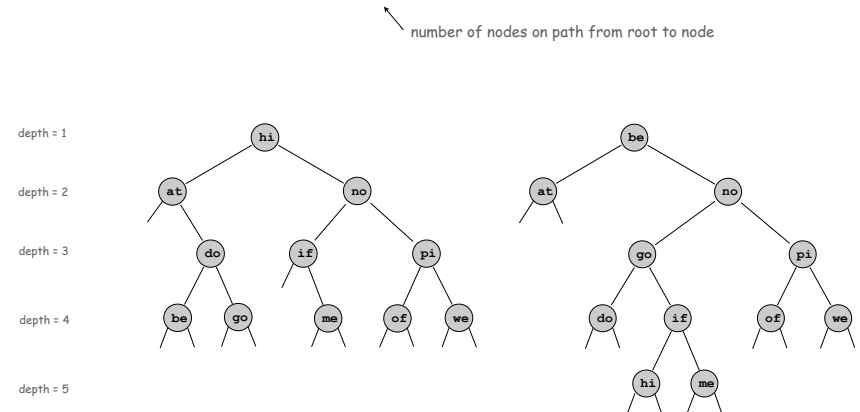 number of nodes on path from root to node
depth = 1
hi
be
depth = 2
at
no
at
no
depth = 3
do
if
pi
go
pi
depth = 4
be
go
me
of
we
do
if
of
we
depth = 5
hi
me